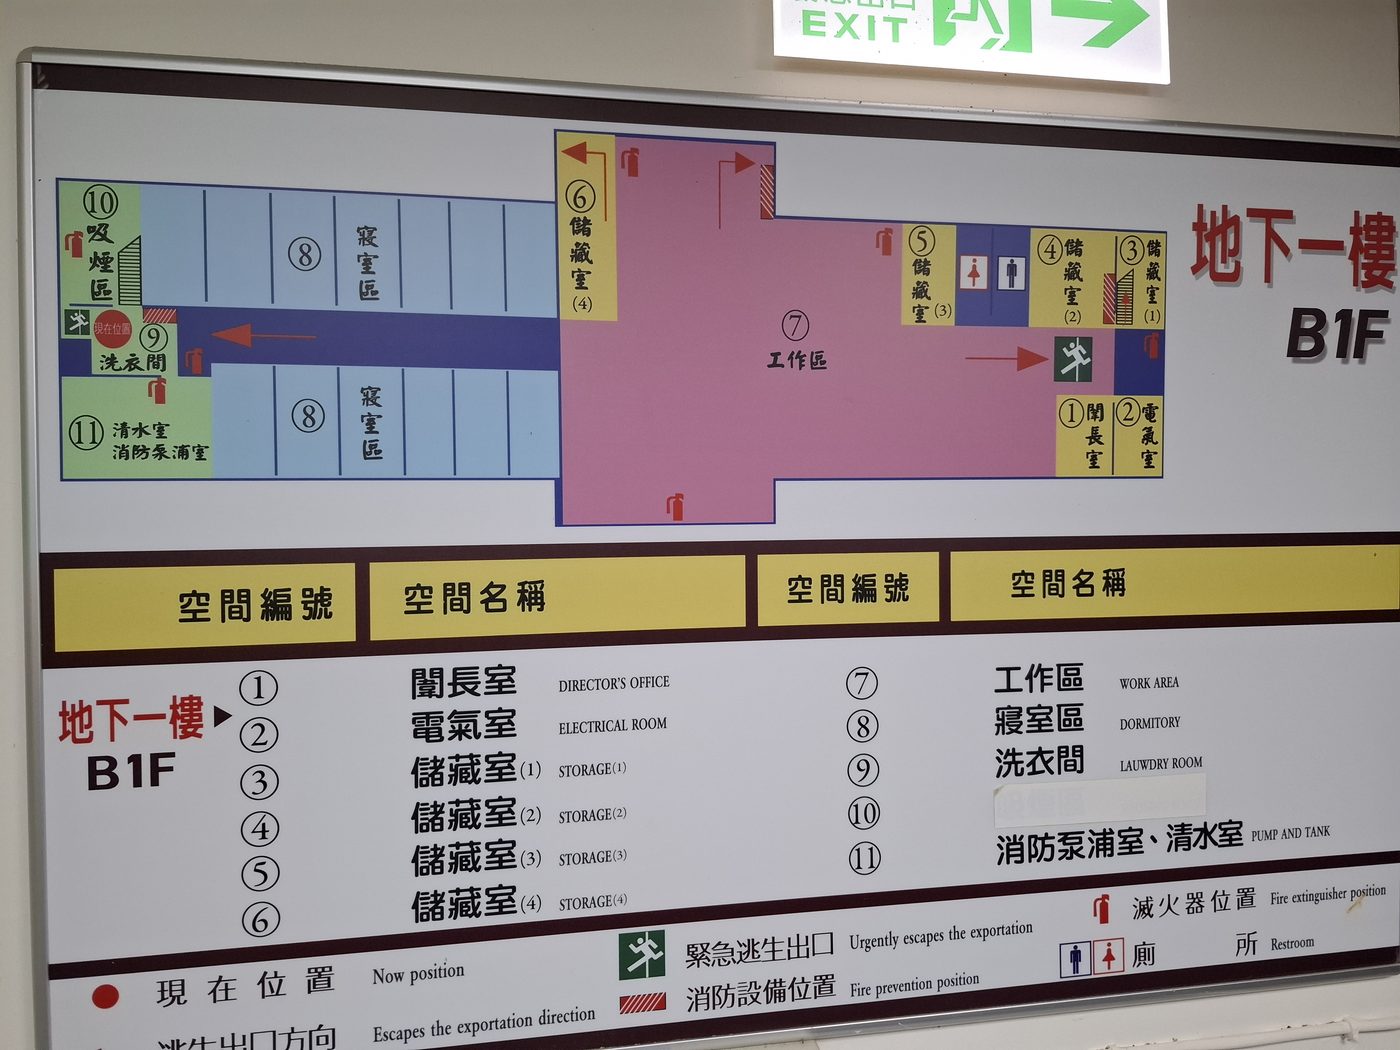 EXIT
⑩
吸煙區
⑧
寢室區
⑥
儲藏室
(4)
⑤
儲藏室
(3)
④
儲藏室
(2)
③
儲藏室
(1)
地下一樓
B1F
現在位置
⑨
洗衣間
⑦
工作區
⑧
寢室區
①
闈長室
②
電氣室
⑪
清水室
消防泵浦室
空間編號 空間名稱 空間編號 空間名稱
地下一樓
B1F
① 闈長室 DIRECTOR'S OFFICE ⑦ 工作區 WORK AREA
② 電氣室 ELECTRICAL ROOM ⑧ 寢室區 DORMITORY
③ 儲藏室(1) STORAGE(1) ⑨ 洗衣間 LAUWDRY ROOM
④ 儲藏室(2) STORAGE(2) ⑩
⑤ 儲藏室(3) STORAGE(3) ⑪ 消防泵浦室、清水室 PUMP AND TANK
⑥ 儲藏室(4) STORAGE(4)
現在位置 Now position 緊急逃生出口 Urgently escapes the exportation 滅火器位置 Fire extinguisher position
逃生出口方向 Escapes the exportation direction 消防設備位置 Fire prevention position 廁所 Restroom